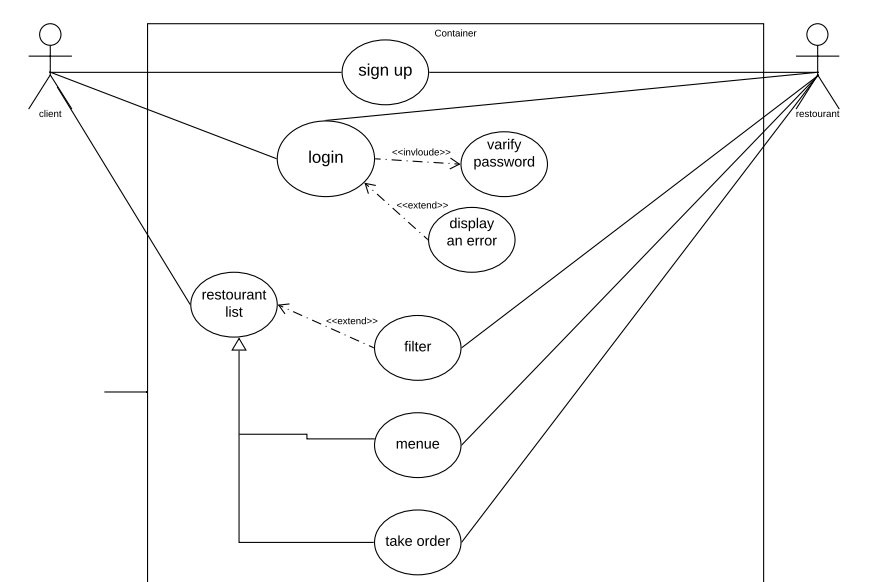 Container
sign up
client
restourant
login
<<invloude>>
varify
password
<<extend>>
display
an error
restourant
list
<<extend>>
filter
menue
take order